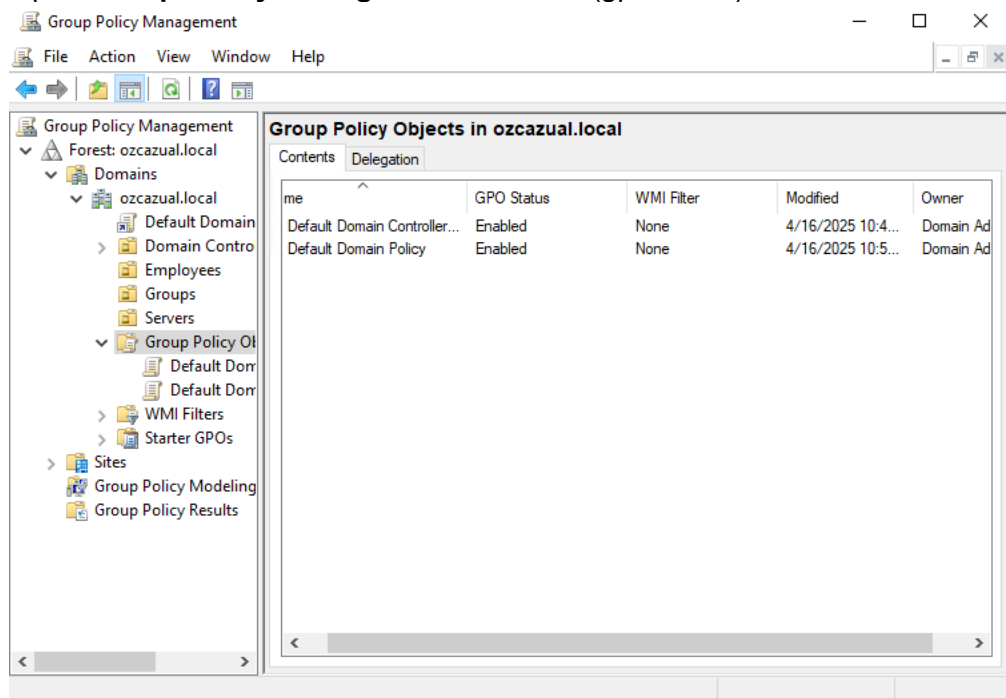 Group Policy Management
File Action View Window Help
Group Policy Management
Forest: ozcazual.local
Domains
ozcazual.local
Default Domain
Domain Contro
Employees
Groups
Servers
Group Policy Ob
Default Dom
Default Dom
WMI Filters
Starter GPOs
Sites
Group Policy Modeling
Group Policy Results
Group Policy Objects in ozcazual.local
Contents Delegation
me GPO Status WMI Filter Modified Owner
Default Domain Controller... Enabled None 4/16/2025 10:4... Domain Ad
Default Domain Policy Enabled None 4/16/2025 10:5... Domain Ad